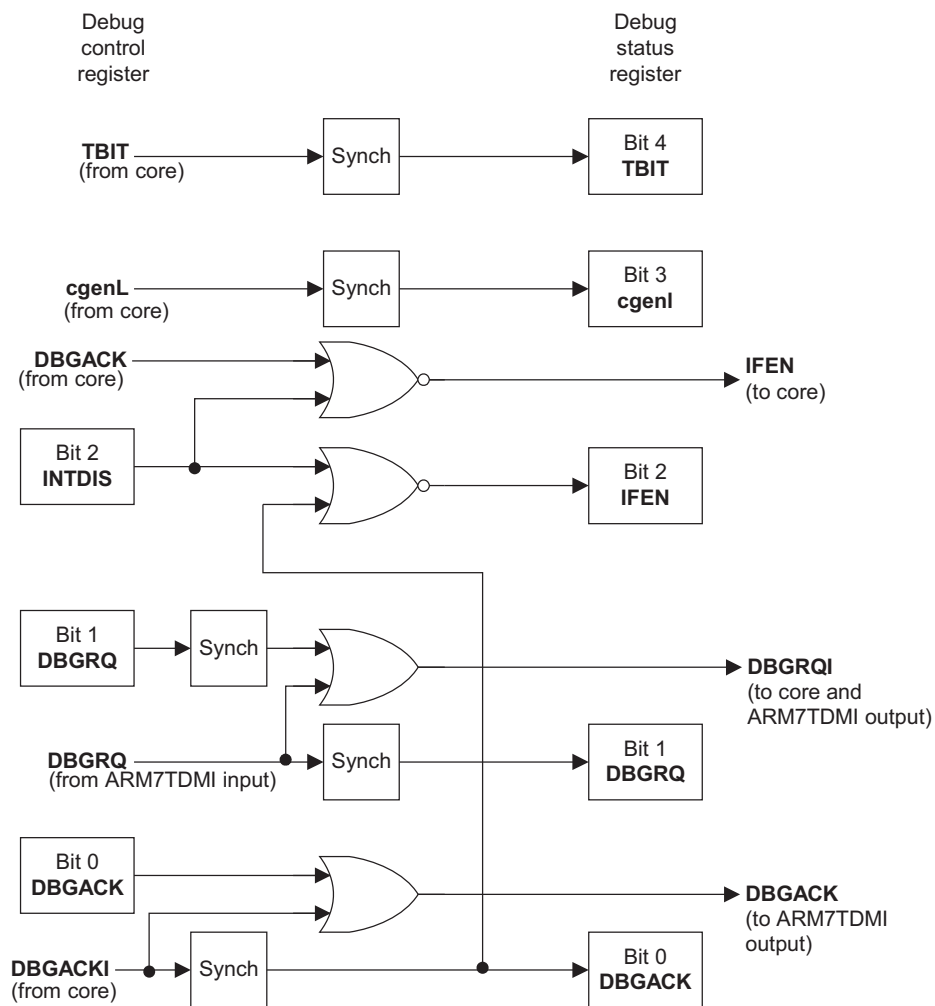 Debug
control
register
Debug
status
register
TBIT
(from core)
Synch
Bit 4
TBIT
cgenL
(from core)
Synch
Bit 3
cgenI
DBGACK
(from core)
IFEN
(to core)
Bit 2
INTDIS
Bit 2
IFEN
Bit 1
DBGRQ
Synch
DBGRQI
(to core and
ARM7TDMI output)
DBGRQ
(from ARM7TDMI input)
Synch
Bit 1
DBGRQ
Bit 0
DBGACK
DBGACK
(to ARM7TDMI
output)
DBGACKI
(from core)
Synch
Bit 0
DBGACK